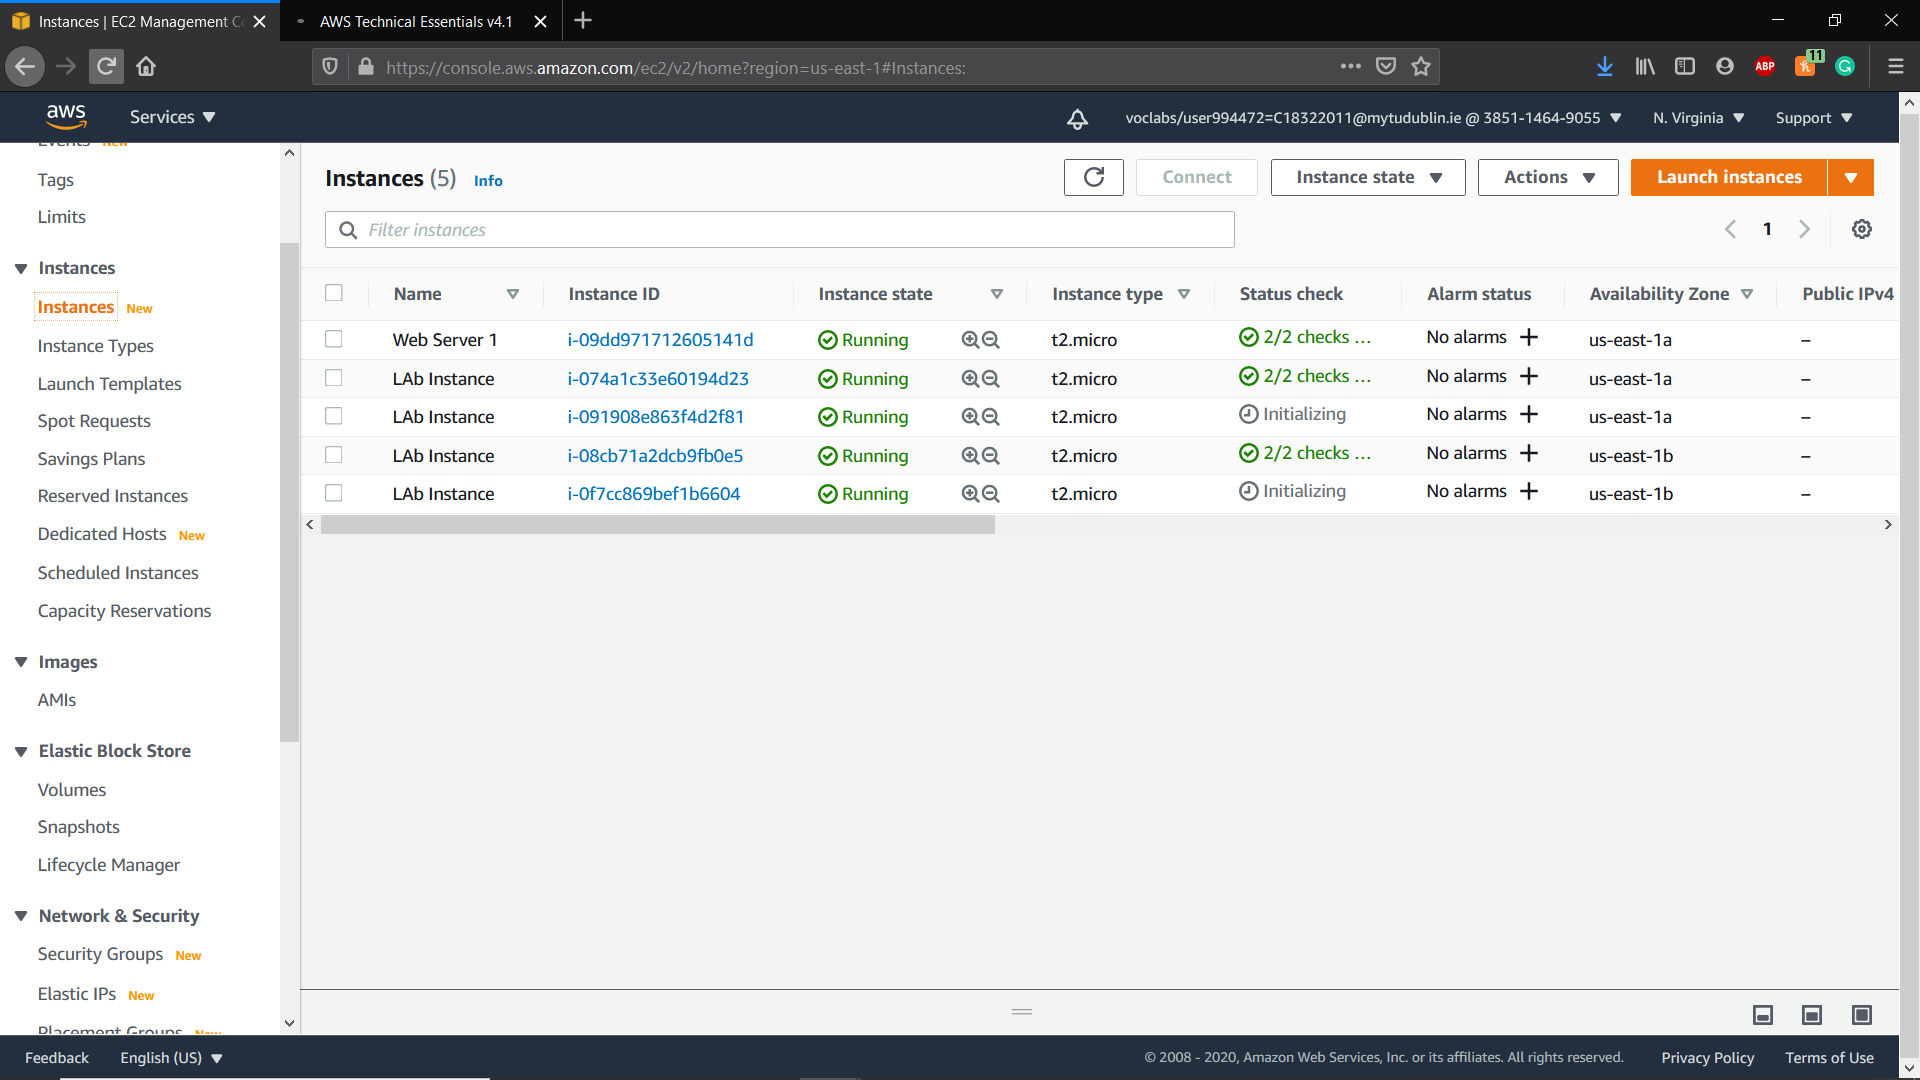 Instances | EC2 Management Co
AWS Technical Essentials v4.1
https://console.aws.amazon.com/ec2/v2/home?region=us-east-1#Instances:
ABP
11
aws
Services
voclabs/user994472=C18322011@mytudublin.ie @ 3851-1464-9055
N. Virginia
Support
Events New
Tags
Limits
Instances
Instances New
Instance Types
Launch Templates
Spot Requests
Savings Plans
Reserved Instances
Dedicated Hosts New
Scheduled Instances
Capacity Reservations
Images
AMIs
Elastic Block Store
Volumes
Snapshots
Lifecycle Manager
Network & Security
Security Groups New
Elastic IPs New
Placement Groups New
Instances (5) Info
Connect
Instance state
Actions
Launch instances
Filter instances
1
Name Instance ID Instance state Instance type Status check Alarm status Availability Zone Public IPv4
Web Server 1 i-09dd971712605141d Running t2.micro 2/2 checks ... No alarms + us-east-1a –
LAb Instance i-074a1c33e60194d23 Running t2.micro 2/2 checks ... No alarms + us-east-1a –
LAb Instance i-091908e863f4d2f81 Running t2.micro Initializing No alarms + us-east-1a –
LAb Instance i-08cb71a2dcb9fb0e5 Running t2.micro 2/2 checks ... No alarms + us-east-1b –
LAb Instance i-0f7cc869bef1b6604 Running t2.micro Initializing No alarms + us-east-1b –
Feedback
English (US)
© 2008 - 2020, Amazon Web Services, Inc. or its affiliates. All rights reserved.
Privacy Policy
Terms of Use